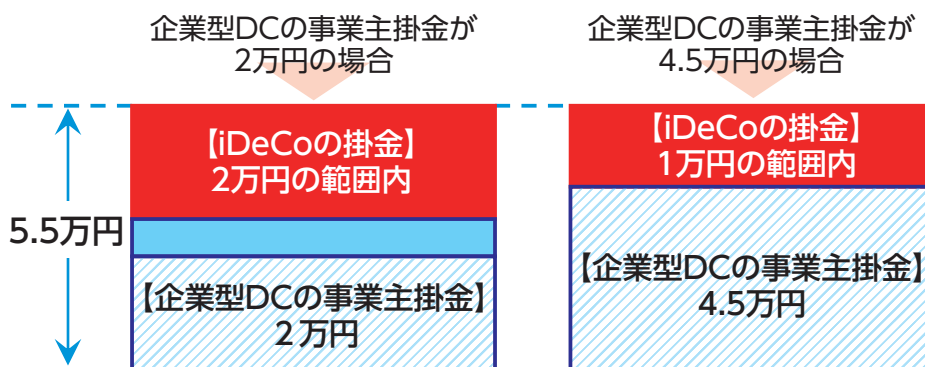 企業型DCの事業主掛金が
2万円の場合
企業型DCの事業主掛金が
4.5万円の場合
5.5万円
【iDeCoの掛金】
2万円の範囲内
【企業型DCの事業主掛金】
2万円
【iDeCoの掛金】
1万円の範囲内
【企業型DCの事業主掛金】
4.5万円